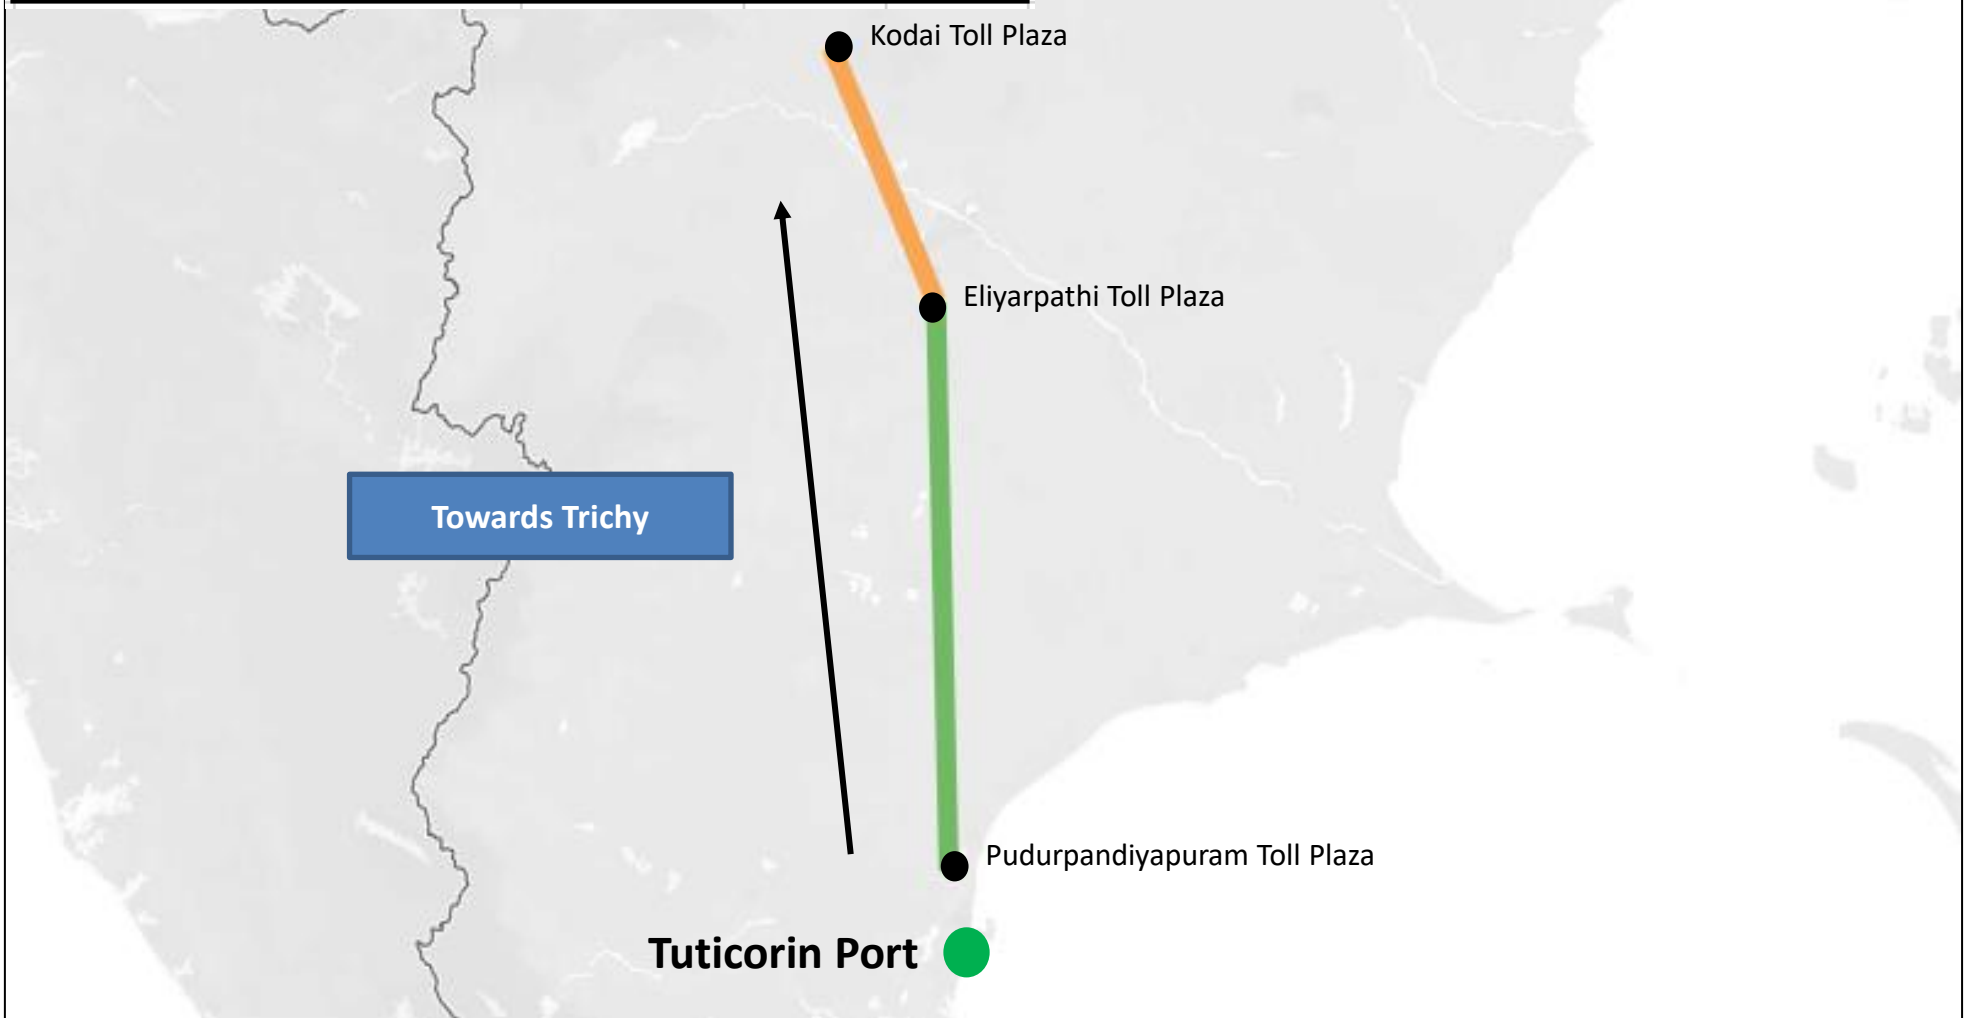 Kodai Toll Plaza
Eliyarpathi Toll Plaza
Towards Trichy
Pudurpandiyapuram Toll Plaza
Tuticorin Port